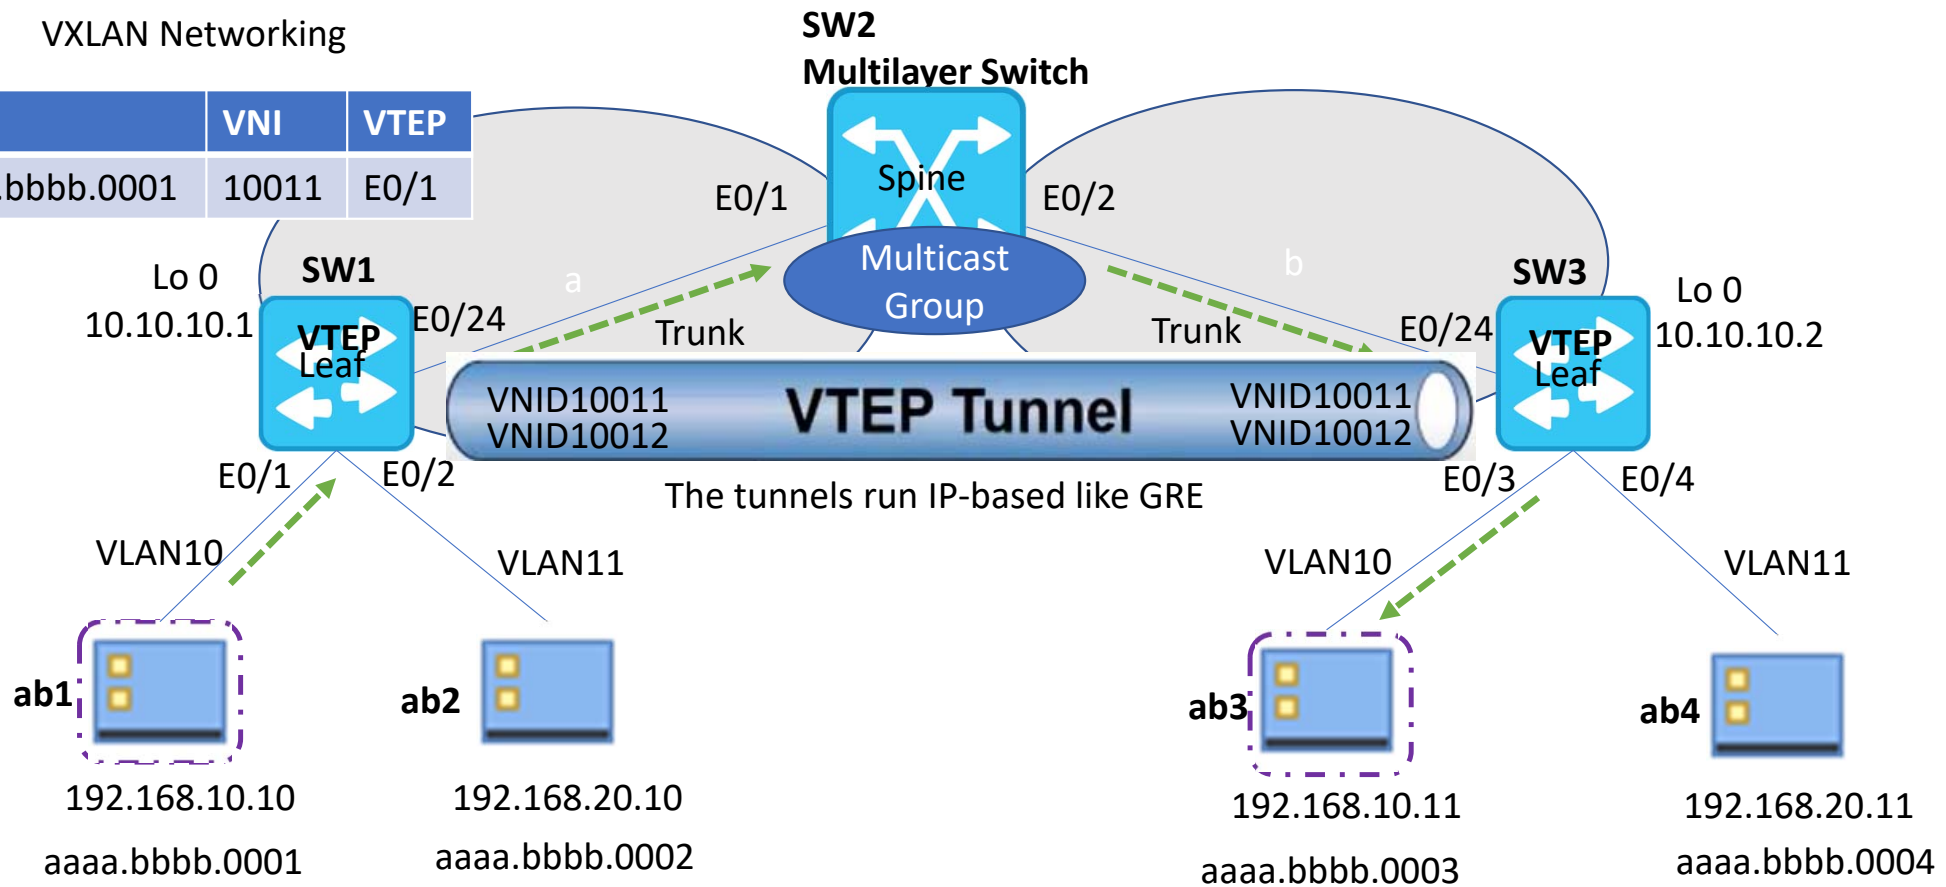 VXLAN Networking
SW2
Multilayer Switch
VNI VTEP
.bbbb.0001 10011 E0/1
Spine
E0/1
E0/2
Multicast
Group
a
b
Lo 0
10.10.10.1
SW1
VTEP
Leaf
E0/24
Trunk
Trunk
E0/24
SW3
VTEP
Leaf
Lo 0
10.10.10.2
VNID10011
VNID10012
VTEP Tunnel
VNID10011
VNID10012
The tunnels run IP-based like GRE
E0/1
E0/2
E0/3
E0/4
VLAN10
VLAN11
VLAN10
VLAN11
ab1
ab2
ab3
ab4
192.168.10.10
192.168.20.10
192.168.10.11
192.168.20.11
aaaa.bbbb.0001
aaaa.bbbb.0002
aaaa.bbbb.0003
aaaa.bbbb.0004